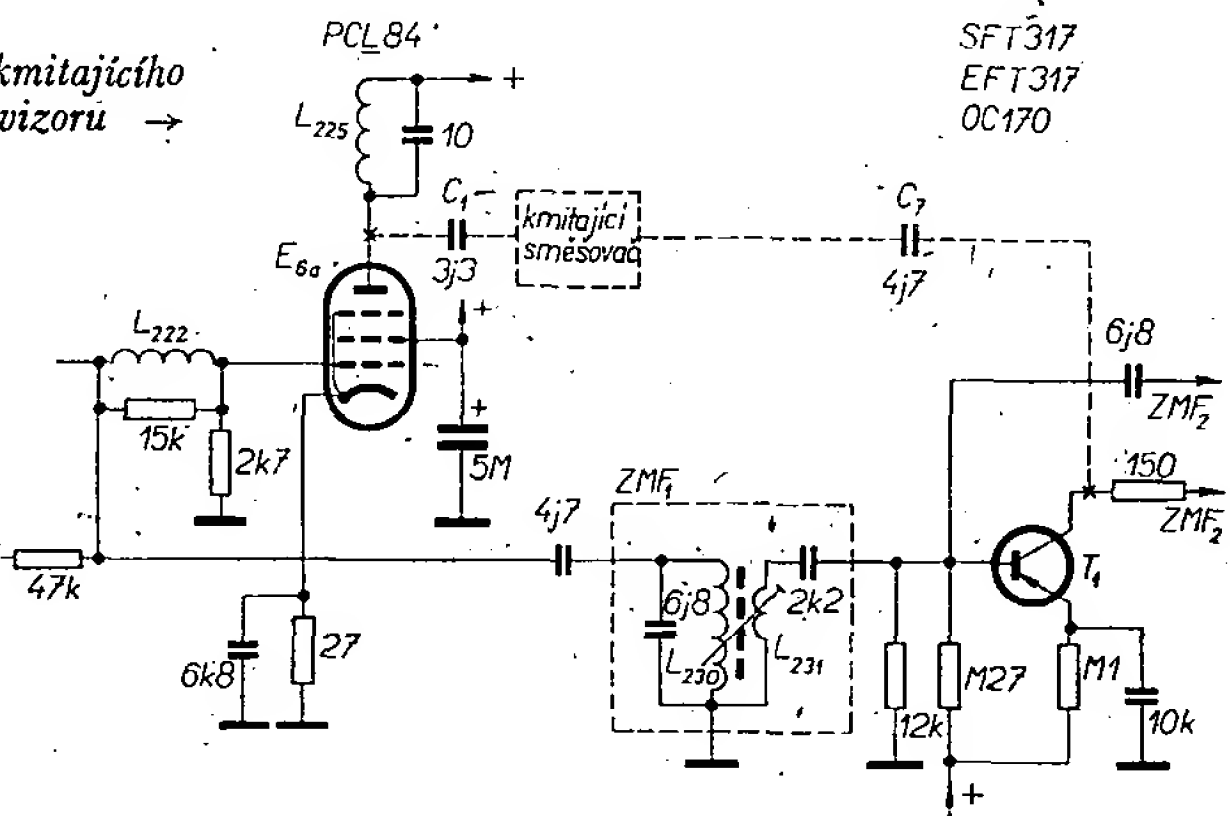 PCL84
SFT317
EFT317
OC170
kmitajícího
vizorů →
L225
10
+
C1
3j3
kmitající
směšovač
C7
4j7
E6a
+
L222
15k
2k7
+
5M
6j8
ZMF2
150
ZMF2
ZMF1
4j7
47k
6j8
L230
L231
2k2
T1
6k8
27
12k
M27
M1
10k
+